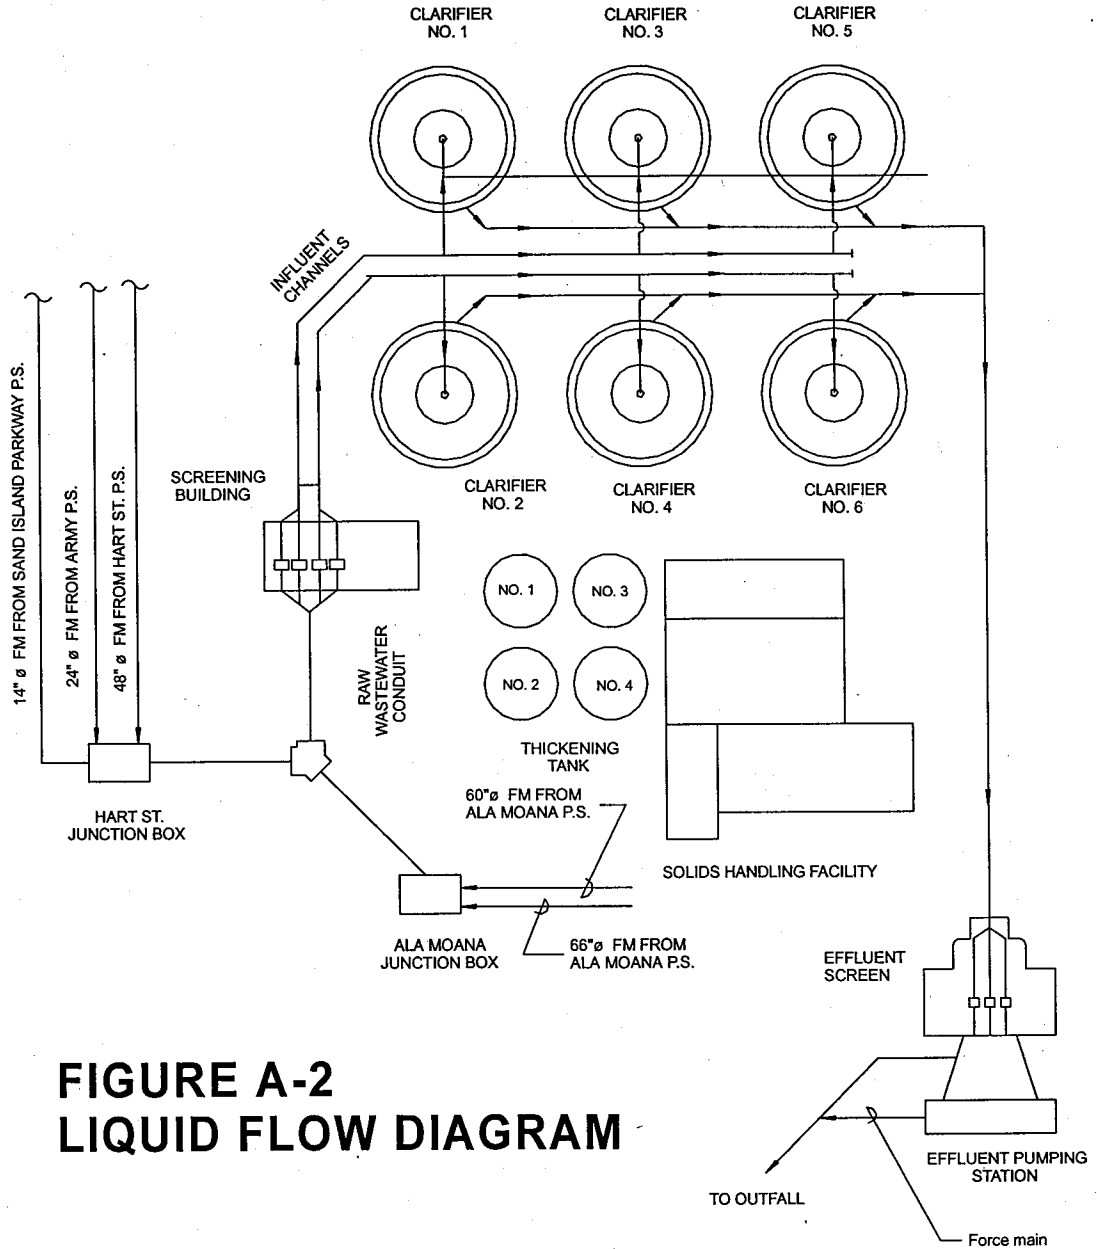 CLARIFIER
NO. 1
CLARIFIER
NO. 3
CLARIFIER
NO. 5
INFLUENT
CHANNELS
14" ø FM FROM SAND ISLAND PARKWAY P.S.
24" ø FM FROM ARMY P.S.
48" ø FM FROM HART ST. P.S.
SCREENING
BUILDING
CLARIFIER
NO. 2
CLARIFIER
NO. 4
CLARIFIER
NO. 6
NO. 1
NO. 3
NO. 2
NO. 4
RAW
WASTEWATER
CONDUIT
THICKENING
TANK
HART ST.
JUNCTION BOX
60"ø FM FROM
ALA MOANA P.S.
SOLIDS HANDLING FACILITY
ALA MOANA
JUNCTION BOX
66"ø FM FROM
ALA MOANA P.S.
EFFLUENT
SCREEN
FIGURE A-2
LIQUID FLOW DIAGRAM
EFFLUENT PUMPING
STATION
TO OUTFALL
Force main